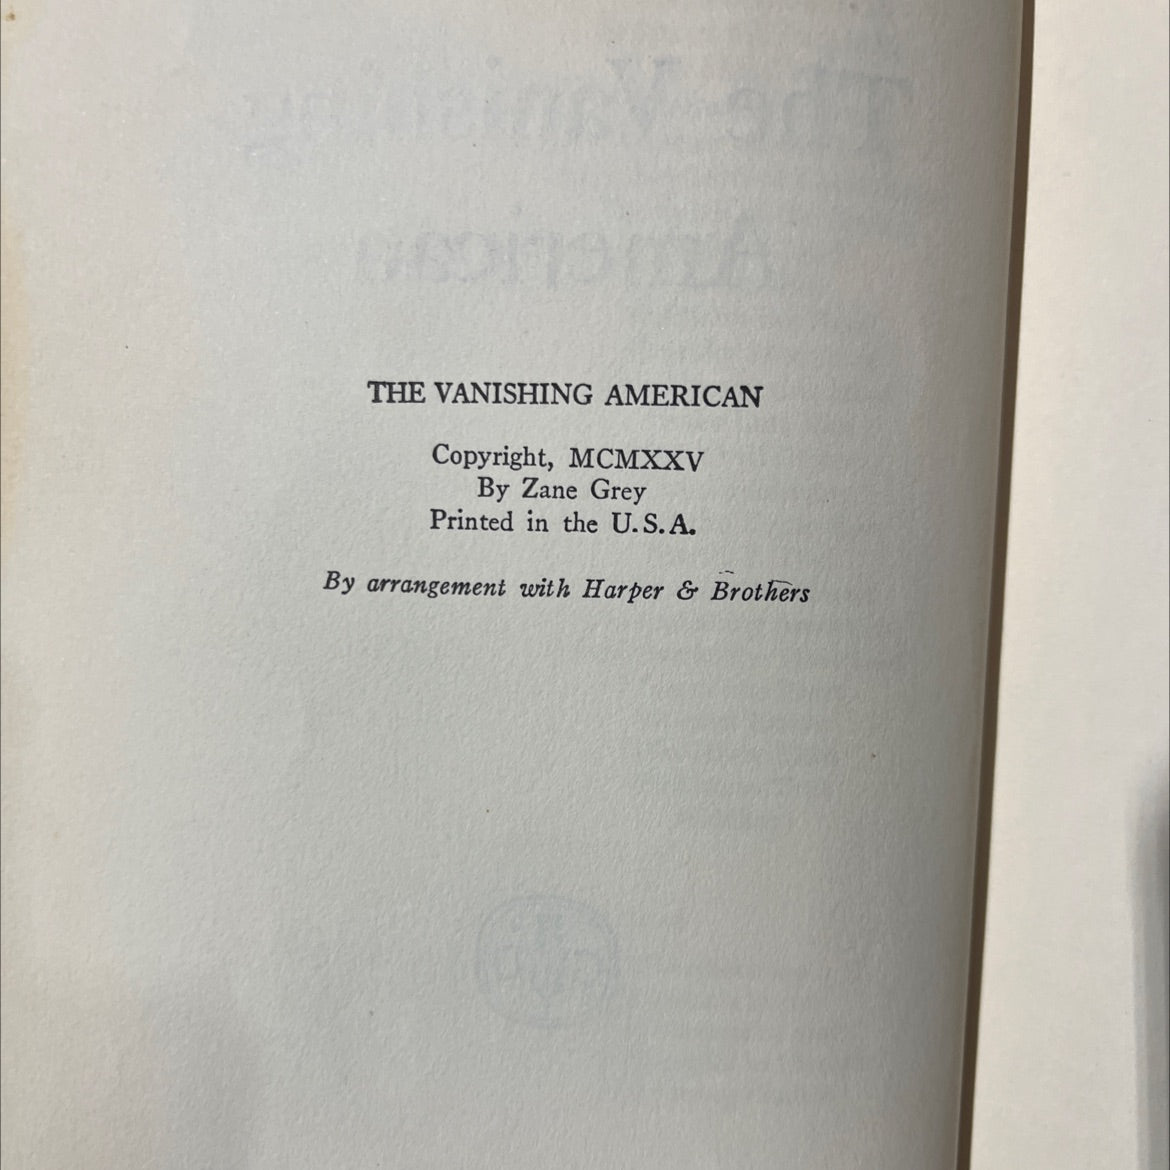 THE VANISHING AMERICAN
Copyright, MCMXXV
By Zane Grey
Printed in the U.S.A.
By arrangement with Harper & Brothers